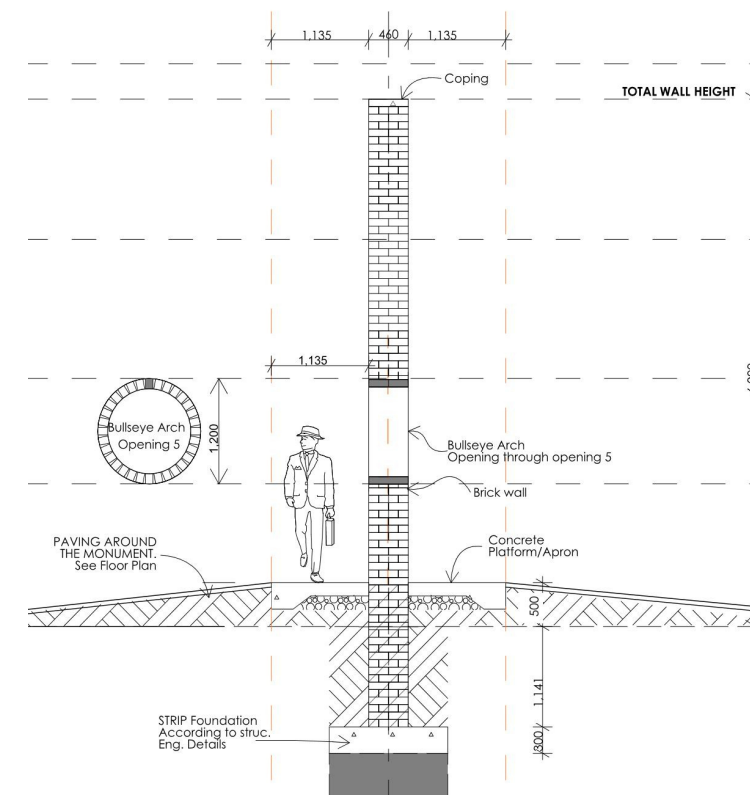 1,135
460
1,135
Coping
TOTAL WALL HEIGHT
1,135
Bullseye Arch
Opening 5
1,200
Bullseye Arch
Opening through opening 5
Brick wall
PAVING AROUND
THE MONUMENT.
See Floor Plan
Concrete
Platform/Apron
500
1,141
STRIP Foundation
According to struc.
Eng. Details
300